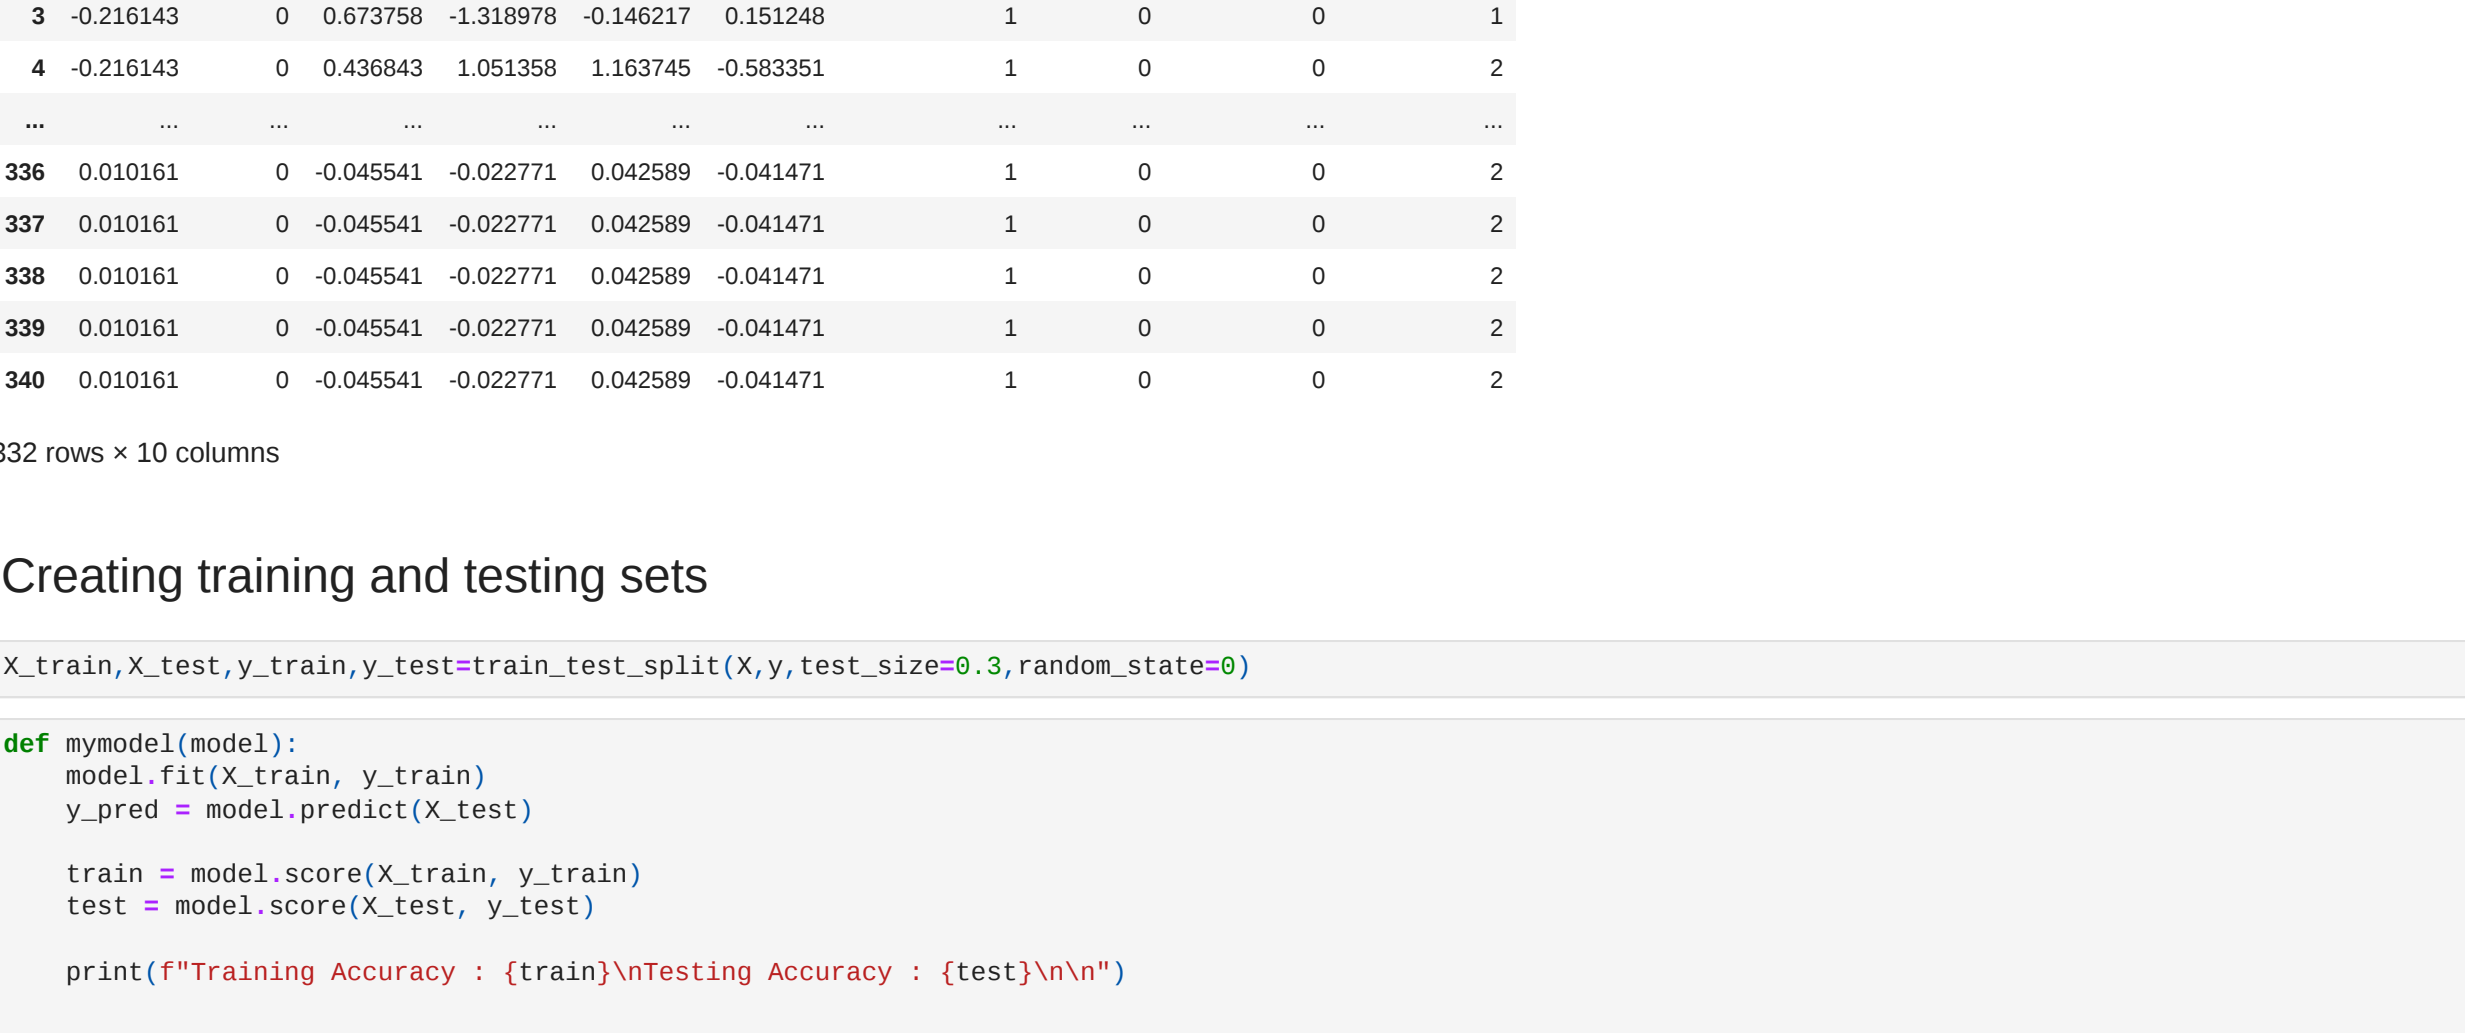 3 -0.216143 0 0.673758 -1.318978 -0.146217 0.151248 1 0 0 1
4 -0.216143 0 0.436843 1.051358 1.163745 -0.583351 1 0 0 2
... ... ... ... ... ... ... ... ... ... ...
336 0.010161 0 -0.045541 -0.022771 0.042589 -0.041471 1 0 0 2
337 0.010161 0 -0.045541 -0.022771 0.042589 -0.041471 1 0 0 2
338 0.010161 0 -0.045541 -0.022771 0.042589 -0.041471 1 0 0 2
339 0.010161 0 -0.045541 -0.022771 0.042589 -0.041471 1 0 0 2
340 0.010161 0 -0.045541 -0.022771 0.042589 -0.041471 1 0 0 2
332 rows × 10 columns
Creating training and testing sets
X_train,X_test,y_train,y_test=train_test_split(X,y,test_size=0.3,random_state=0)
def mymodel(model):
    model.fit(X_train, y_train)
    y_pred = model.predict(X_test)
    train = model.score(X_train, y_train)
    test = model.score(X_test, y_test)
    print(f"Training Accuracy : {train}\nTesting Accuracy : {test}\n\n")